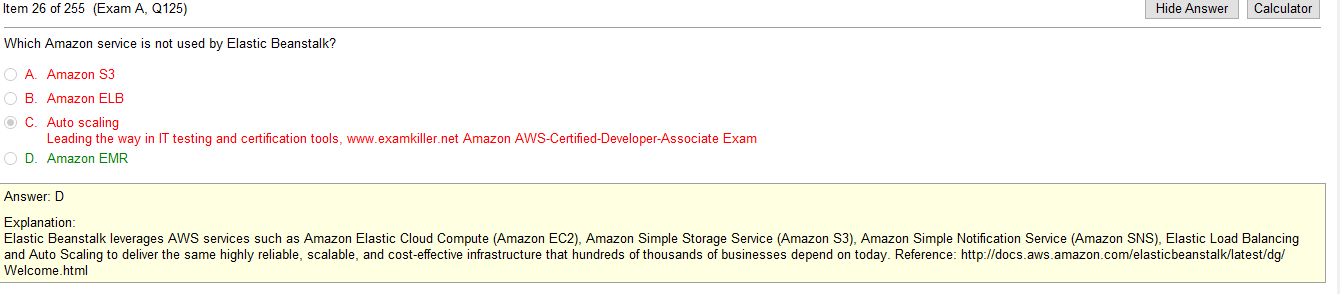 Item 26 of 255 (Exam A, Q125)
Hide Answer
Calculator
Which Amazon service is not used by Elastic Beanstalk?
A. Amazon S3
B. Amazon ELB
C. Auto scaling
Leading the way in IT testing and certification tools, www.examkiller.net Amazon AWS-Certified-Developer-Associate Exam
D. Amazon EMR
Answer: D
Explanation:
Elastic Beanstalk leverages AWS services such as Amazon Elastic Cloud Compute (Amazon EC2), Amazon Simple Storage Service (Amazon S3), Amazon Simple Notification Service (Amazon SNS), Elastic Load Balancing
and Auto Scaling to deliver the same highly reliable, scalable, and cost-effective infrastructure that hundreds of thousands of businesses depend on today. Reference: http://docs.aws.amazon.com/elasticbeanstalk/latest/dg/
Welcome.html